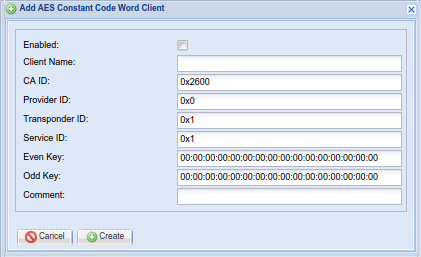 Add AES Constant Code Word Client
Enabled:
Client Name:
CA ID: 0x2600
Provider ID: 0x0
Transponder ID: 0x1
Service ID: 0x1
Even Key: 00:00:00:00:00:00:00:00:00:00:00:00:00:00:00:00
Odd Key: 00:00:00:00:00:00:00:00:00:00:00:00:00:00:00:00
Comment:
Cancel Create